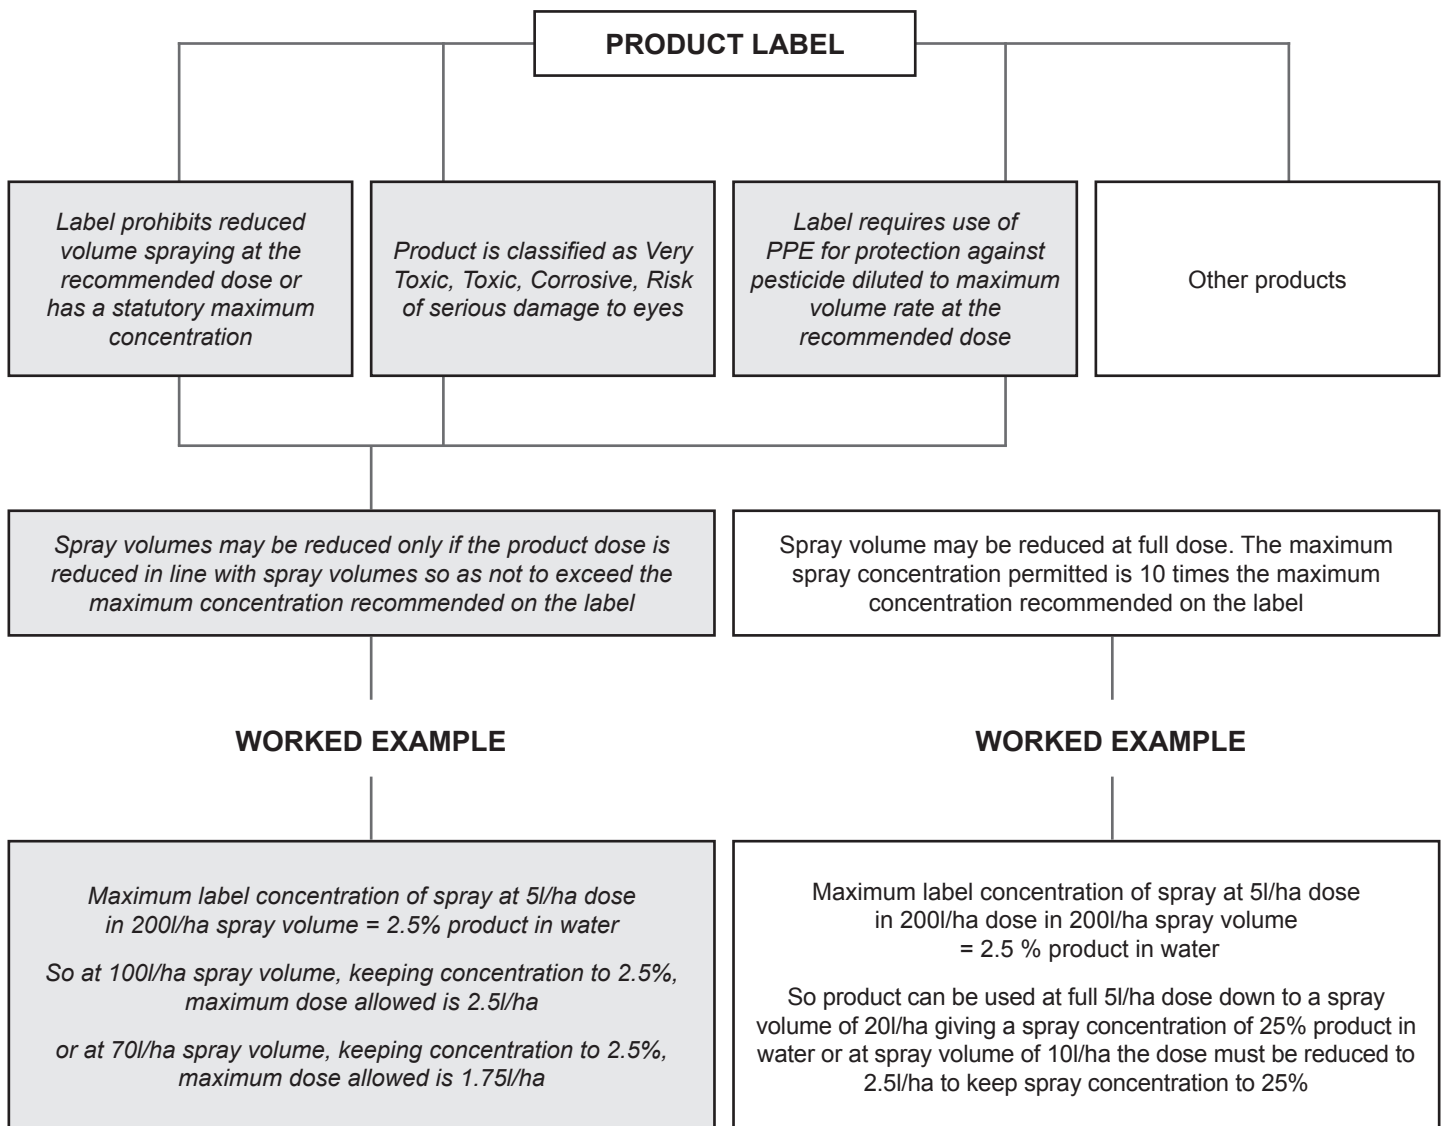 PRODUCT LABEL
Label prohibits reduced
volume spraying at the
recommended dose or
has a statutory maximum
concentration
Product is classified as Very
Toxic, Toxic, Corrosive, Risk
of serious damage to eyes
Label requires use of
PPE for protection against
pesticide diluted to maximum
volume rate at the
recommended dose
Other products
Spray volumes may be reduced only if the product dose is
reduced in line with spray volumes so as not to exceed the
maximum concentration recommended on the label
Spray volume may be reduced at full dose. The maximum
spray concentration permitted is 10 times the maximum
concentration recommended on the label
WORKED EXAMPLE
WORKED EXAMPLE
Maximum label concentration of spray at 5l/ha dose
in 200l/ha spray volume = 2.5% product in water
So at 100l/ha spray volume, keeping concentration to 2.5%,
maximum dose allowed is 2.5l/ha
or at 70l/ha spray volume, keeping concentration to 2.5%,
maximum dose allowed is 1.75l/ha
Maximum label concentration of spray at 5l/ha dose
in 200l/ha dose in 200l/ha spray volume
= 2.5 % product in water
So product can be used at full 5l/ha dose down to a spray
volume of 20l/ha giving a spray concentration of 25% product in
water or at spray volume of 10l/ha the dose must be reduced to
2.5l/ha to keep spray concentration to 25%